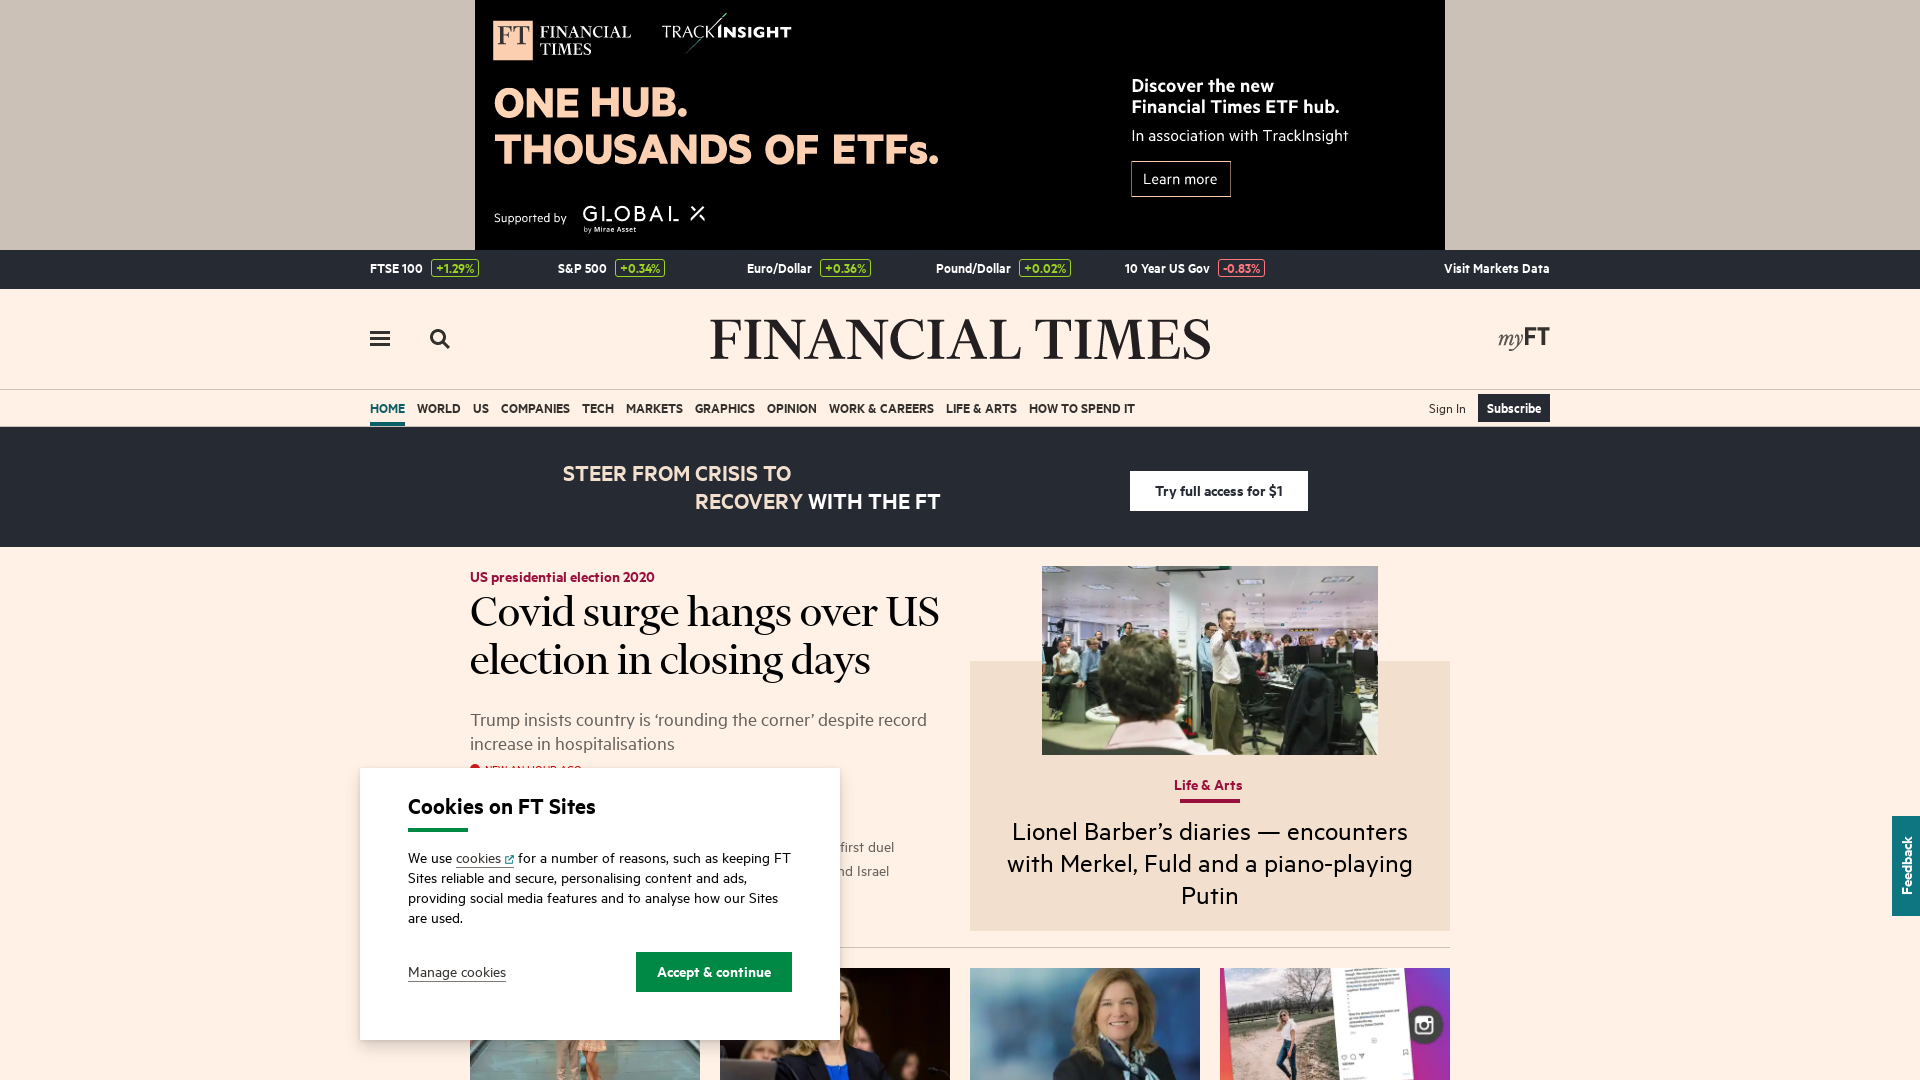 FT FINANCIAL
TIMES
TRACKINSIGHT
ONE HUB.
THOUSANDS OF ETFs.
Supported by GLOBAL X
by Mirae Asset
Discover the new
Financial Times ETF hub.
In association with TrackInsight
Learn more
FTSE 100 +1.29% S&P 500 +0.34% Euro/Dollar +0.36% Pound/Dollar +0.02% 10 Year US Gov -0.83% Visit Markets Data
FINANCIAL TIMES
myFT
HOME WORLD US COMPANIES TECH MARKETS GRAPHICS OPINION WORK & CAREERS LIFE & ARTS HOW TO SPEND IT Sign In Subscribe
STEER FROM CRISIS TO
RECOVERY WITH THE FT
Try full access for $1
US presidential election 2020
Covid surge hangs over US
election in closing days
Trump insists country is ‘rounding the corner’ despite record
increase in hospitalisations
first duel
nd Israel
Life & Arts
Lionel Barber’s diaries — encounters
with Merkel, Fuld and a piano-playing
Putin
Cookies on FT Sites
We use cookies for a number of reasons, such as keeping FT
Sites reliable and secure, personalising content and ads,
providing social media features and to analyse how our Sites
are used.
Manage cookies
Accept & continue
Feedback